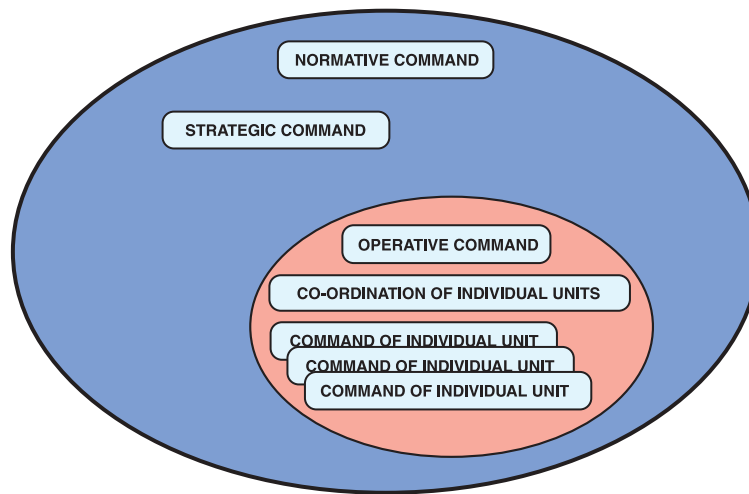 NORMATIVE COMMAND
STRATEGIC COMMAND
OPERATIVE COMMAND
CO-ORDINATION OF INDIVIDUAL UNITS
COMMAND OF INDIVIDUAL UNIT
COMMAND OF INDIVIDUAL UNIT
COMMAND OF INDIVIDUAL UNIT